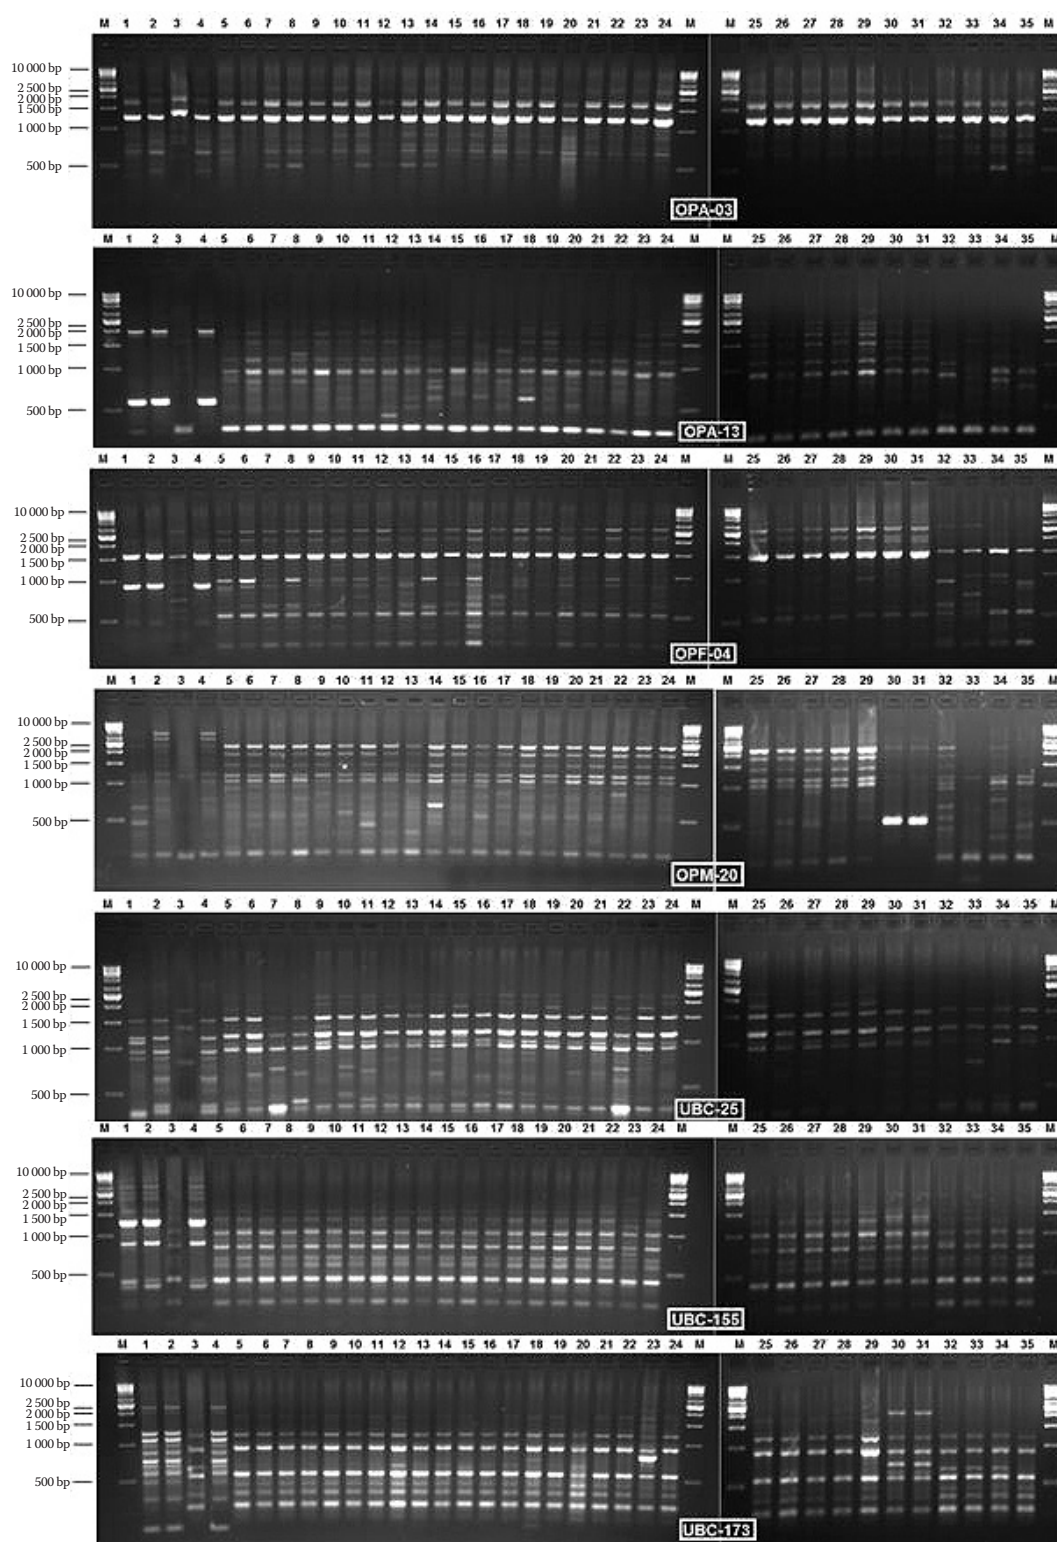 M 1 2 3 4 5 6 7 8 9 10 11 12 13 14 15 16 17 18 19 20 21 22 23 24 M M 25 26 27 28 29 30 31 32 33 34 35 M
10 000 bp
2 500 bp
2 000 bp
1 500 bp
1 000 bp
500 bp
OPA-03
M 1 2 3 4 5 6 7 8 9 10 11 12 13 14 15 16 17 18 19 20 21 22 23 24 M M 25 26 27 28 29 30 31 32 33 34 35 M
10 000 bp
2 500 bp
2 000 bp
1 500 bp
1 000 bp
500 bp
OPA-13
M 1 2 3 4 5 6 7 8 9 10 11 12 13 14 15 16 17 18 19 20 21 22 23 24 M M 25 26 27 28 29 30 31 32 33 34 35 M
10 000 bp
2 500 bp
2 000 bp
1 500 bp
1 000 bp
500 bp
OPF-04
M 1 2 3 4 5 6 7 8 9 10 11 12 13 14 15 16 17 18 19 20 21 22 23 24 M M 25 26 27 28 29 30 31 32 33 34 35 M
10 000 bp
2 500 bp
2 000 bp
1 500 bp
1 000 bp
500 bp
OPM-20
M 1 2 3 4 5 6 7 8 9 10 11 12 13 14 15 16 17 18 19 20 21 22 23 24 M M 25 26 27 28 29 30 31 32 33 34 35 M
10 000 bp
2 500 bp
2 000 bp
1 500 bp
1 000 bp
500 bp
UBC-25
M 1 2 3 4 5 6 7 8 9 10 11 12 13 14 15 16 17 18 19 20 21 22 23 24 M M 25 26 27 28 29 30 31 32 33 34 35 M
10 000 bp
2 500 bp
2 000 bp
1 500 bp
1 000 bp
500 bp
UBC-155
M 1 2 3 4 5 6 7 8 9 10 11 12 13 14 15 16 17 18 19 20 21 22 23 24 M M 25 26 27 28 29 30 31 32 33 34 35 M
10 000 bp
2 500 bp
2 000 bp
1 500 bp
1 000 bp
500 bp
UBC-173